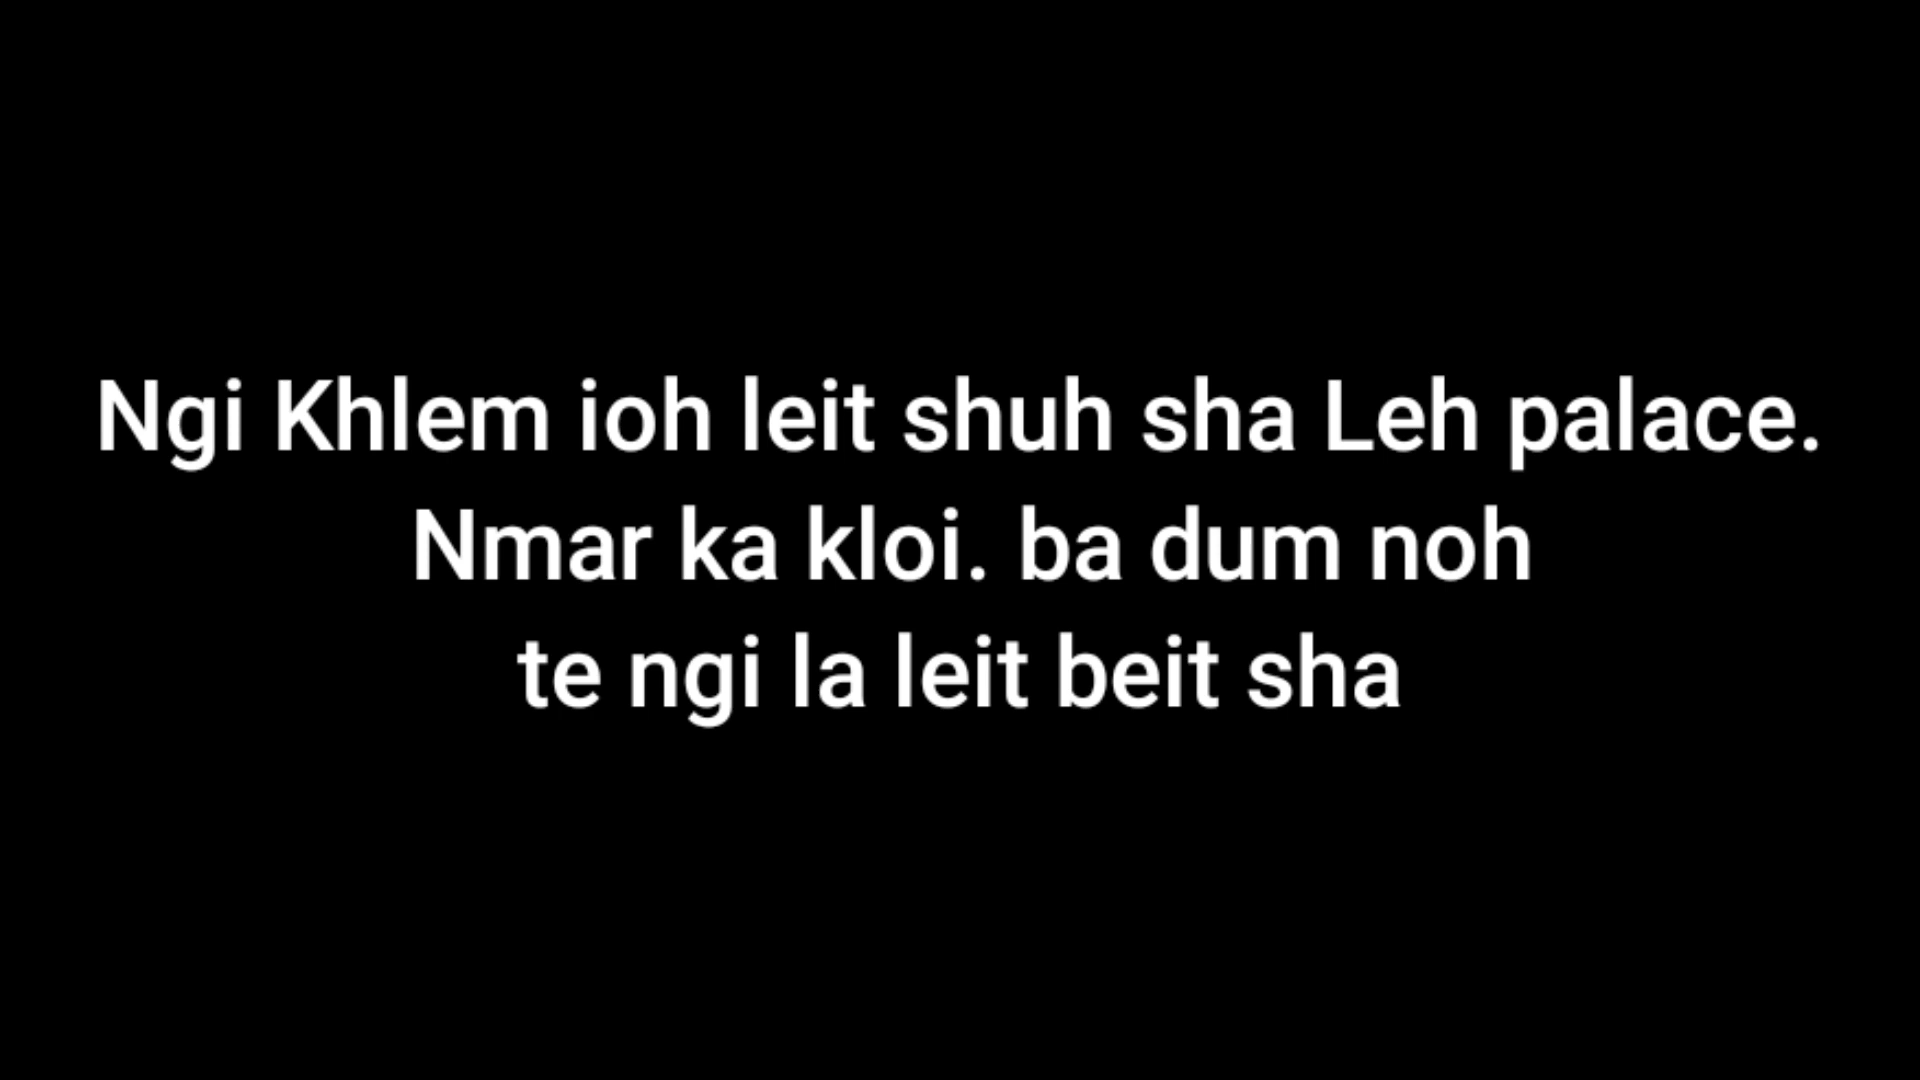 Ngi Khlem ioh leit shuh sha Leh palace.
Nmar ka kloi. ba dum noh
te ngi la leit beit sha